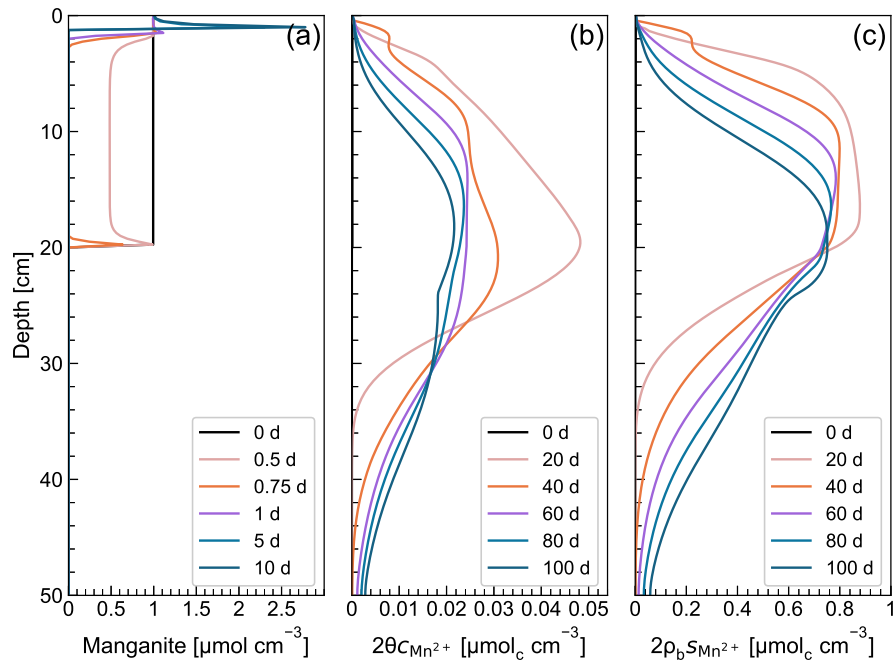 (a)
(b)
(c)
Depth [cm]
0
10
20
30
40
50
0 d
0.5 d
0.75 d
1 d
5 d
10 d
0 d
20 d
40 d
60 d
80 d
100 d
0 d
20 d
40 d
60 d
80 d
100 d
0 0.5 1 1.5 2 2.5 3
0 0.01 0.02 0.03 0.04 0.05
0 0.2 0.4 0.6 0.8 1
Manganite [μmol cm⁻³]
2θc_Mn²⁺ [μmol_c cm⁻³]
2ρ_b s_Mn²⁺ [μmol_c cm⁻³]